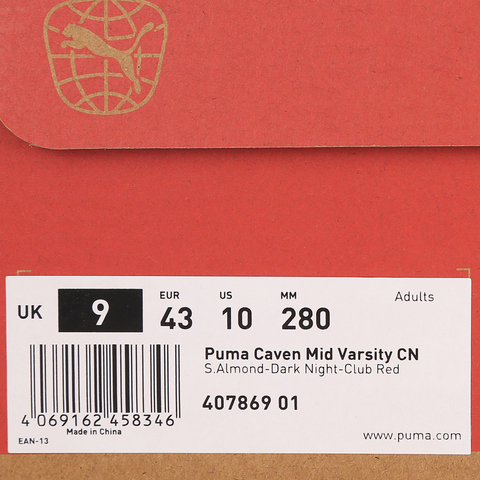 UK 9 EUR 43 US 10 MM 280 Adults
Puma Caven Mid Varsity CN
S.Almond-Dark Night-Club Red
407869 01
4 069162 458346
Made in China
EAN-13
www.puma.com